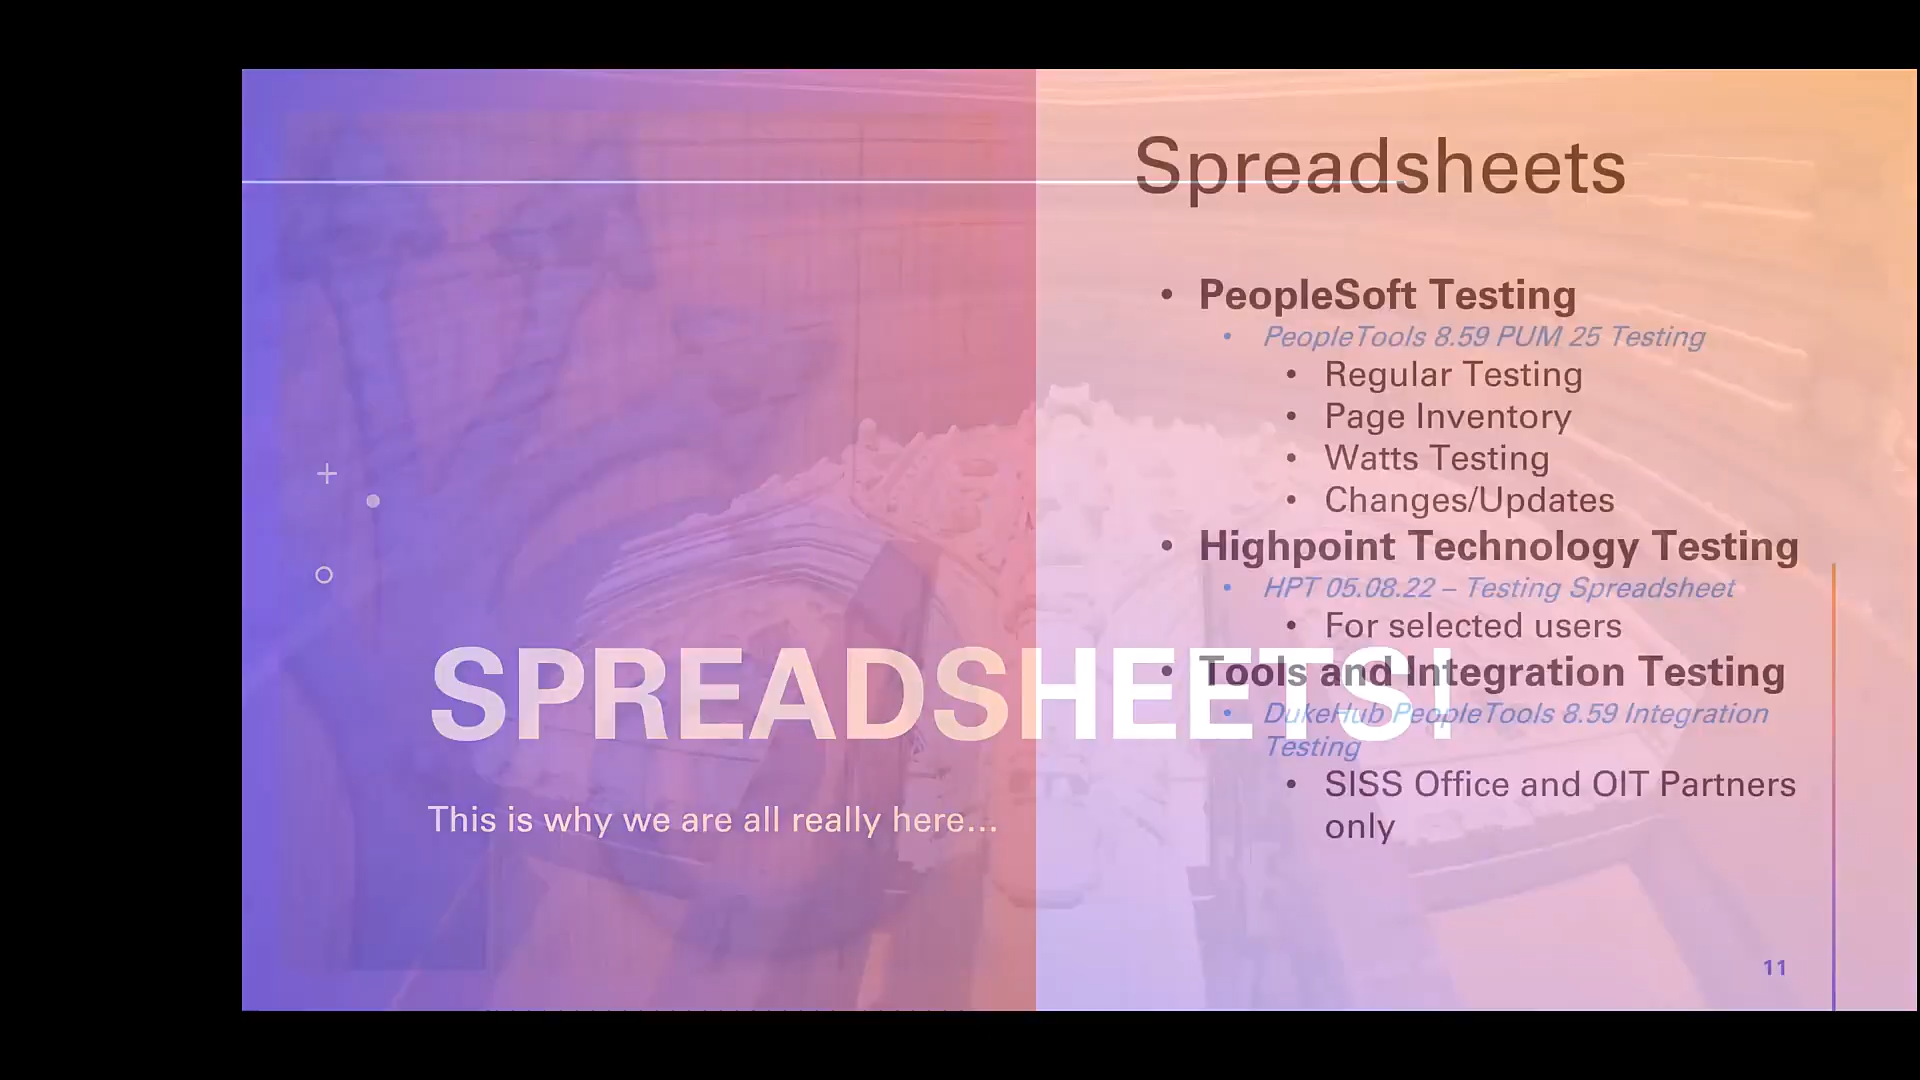 Spreadsheets
• PeopleSoft Testing
• PeopleTools 8.59 PUM 25 Testing
• Regular Testing
• Page Inventory
• Watts Testing
• Changes/Updates
• Highpoint Technology Testing
• HPT 05.08.22 – Testing Spreadsheet
• For selected users
• Tools and Integration Testing
• DukeHub PeopleTools 8.59 Integration
Testing
• SISS Office and OIT Partners
only
SPREADSHEETS!
This is why we are all really here...
11